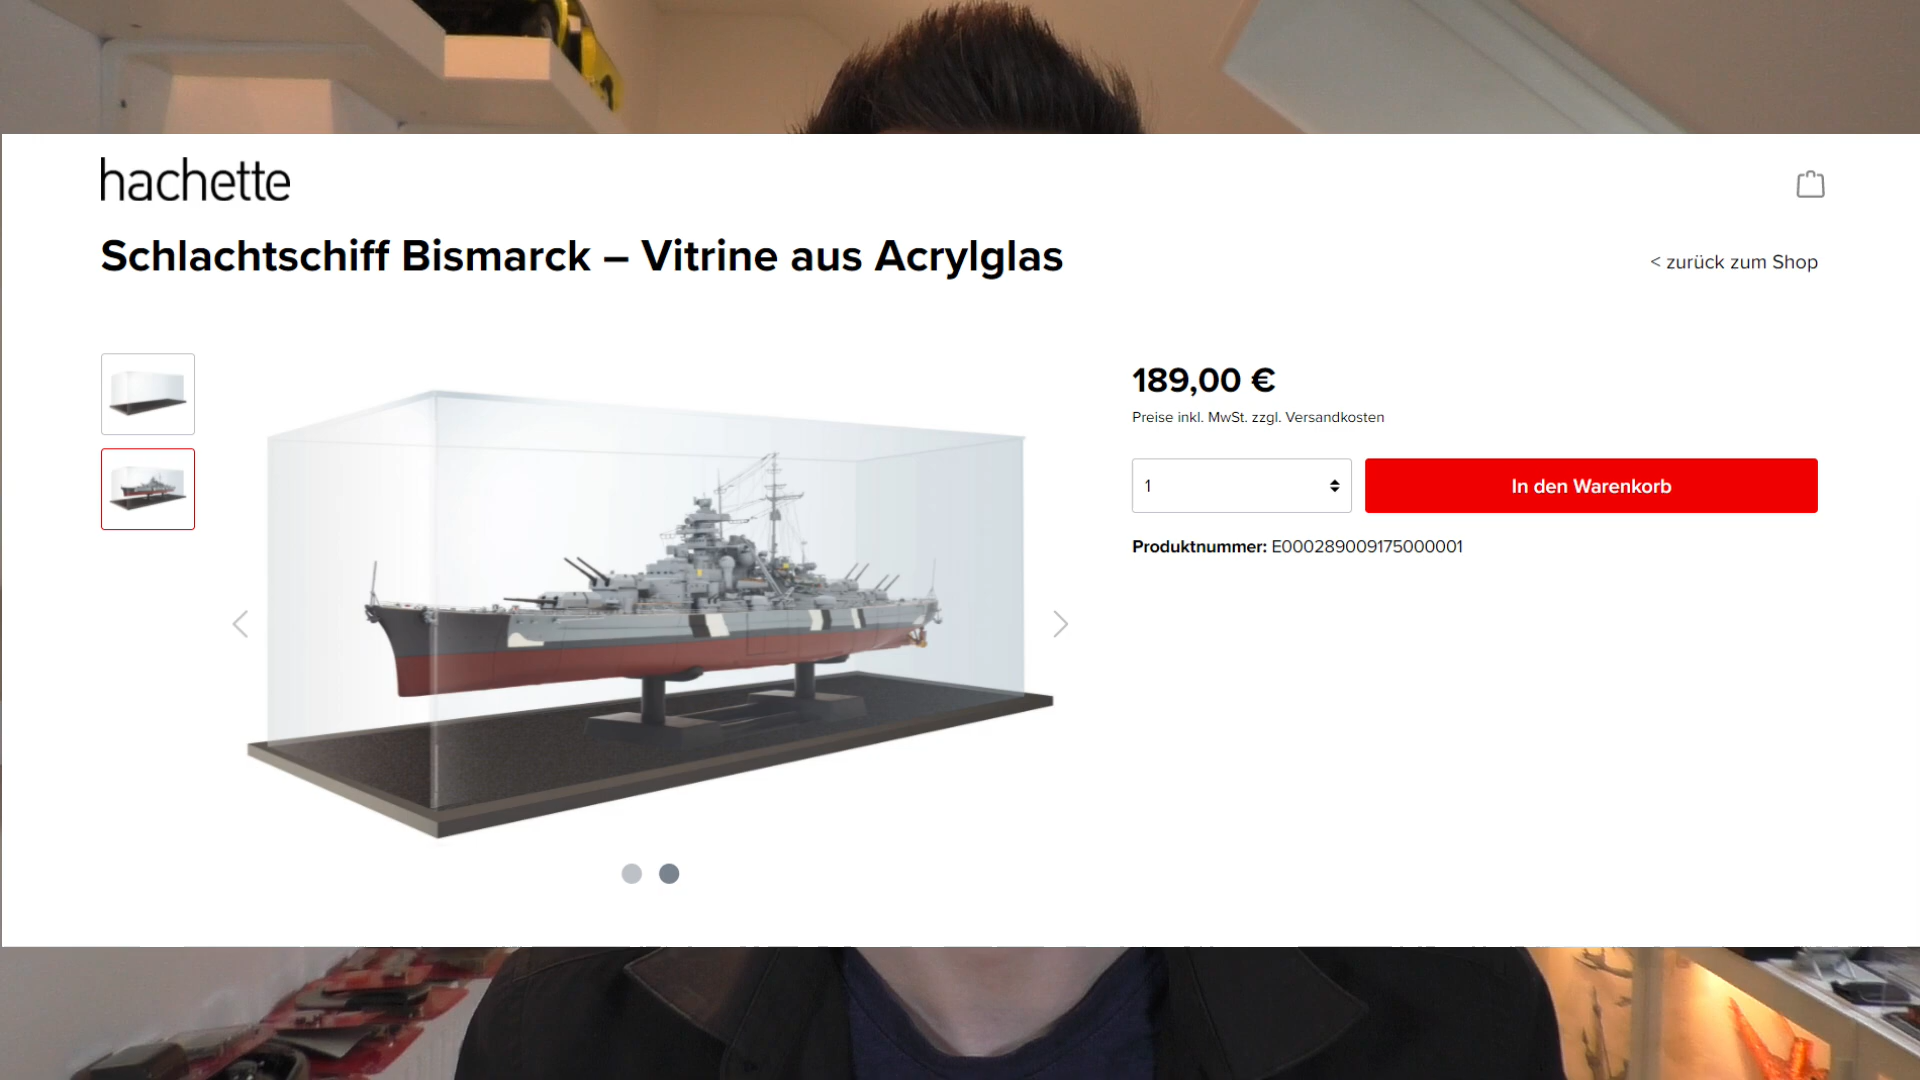 hachette
Schlachtschiff Bismarck – Vitrine aus Acrylglas
< zurück zum Shop
189,00 €
Preise inkl. MwSt. zzgl. Versandkosten
1
In den Warenkorb
Produktnummer: E000289009175000001